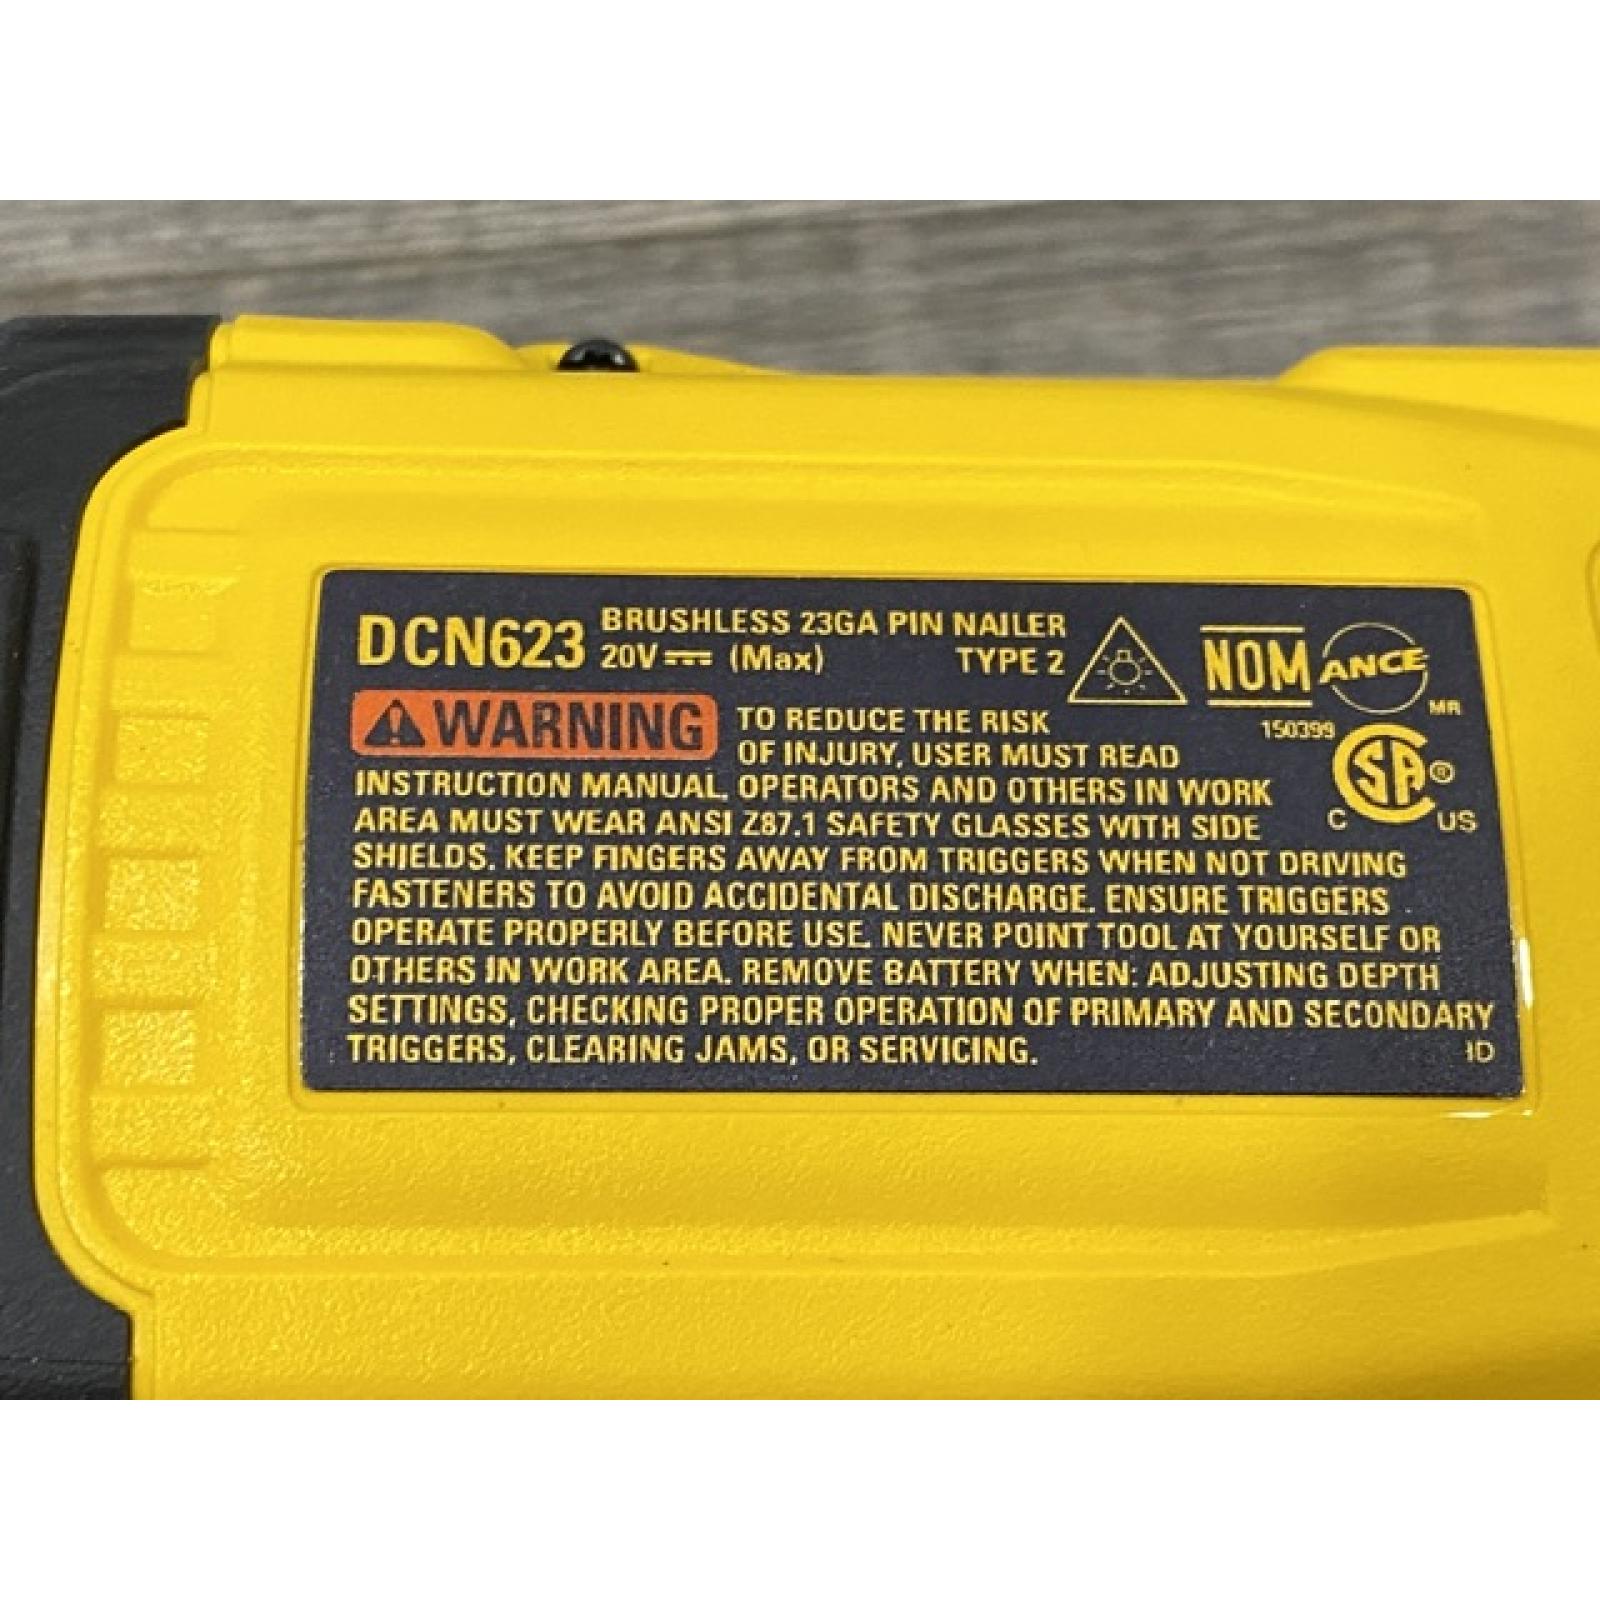 DCN623 BRUSHLESS 23GA PIN NAILER
20V (Max) TYPE 2
NOM ANCE
MR
150399
CSA ®
C US
WARNING TO REDUCE THE RISK
OF INJURY, USER MUST READ
INSTRUCTION MANUAL. OPERATORS AND OTHERS IN WORK
AREA MUST WEAR ANSI Z87.1 SAFETY GLASSES WITH SIDE
SHIELDS. KEEP FINGERS AWAY FROM TRIGGERS WHEN NOT DRIVING
FASTENERS TO AVOID ACCIDENTAL DISCHARGE. ENSURE TRIGGERS
OPERATE PROPERLY BEFORE USE. NEVER POINT TOOL AT YOURSELF OR
OTHERS IN WORK AREA. REMOVE BATTERY WHEN: ADJUSTING DEPTH
SETTINGS, CHECKING PROPER OPERATION OF PRIMARY AND SECONDARY
TRIGGERS, CLEARING JAMS, OR SERVICING.
ID